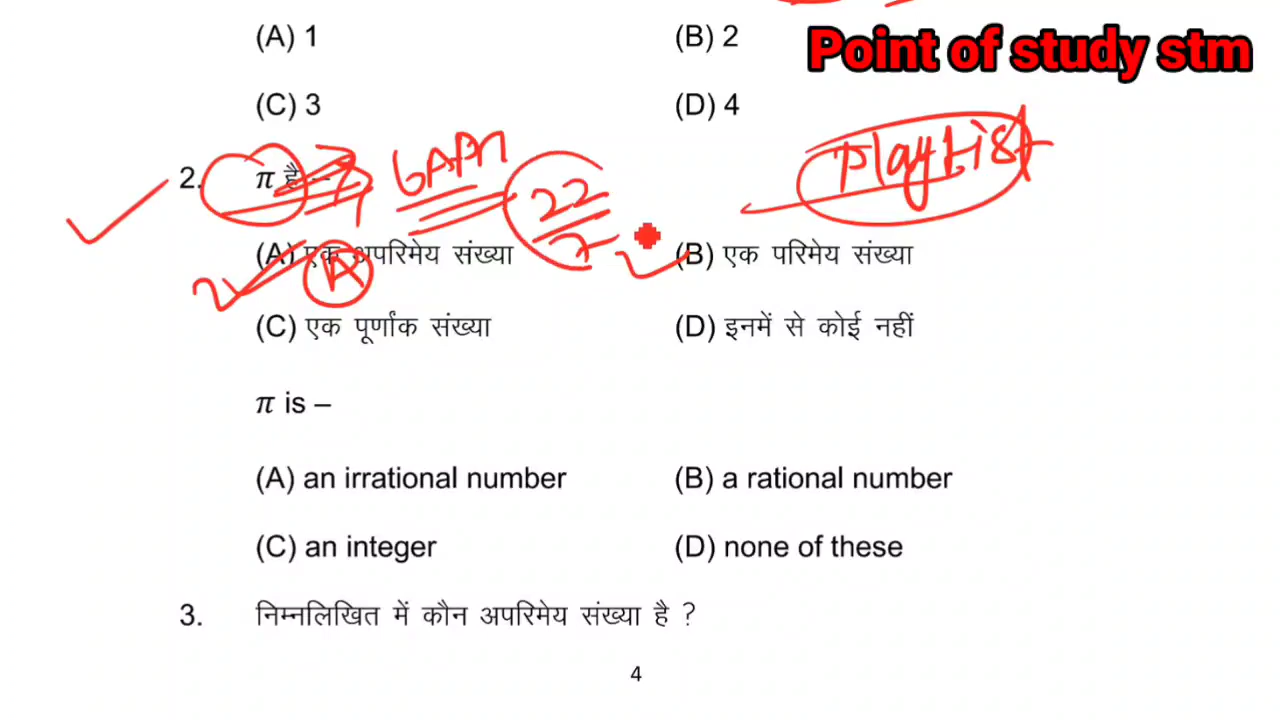 (A) 1 (B) 2
Point of study stm
(C) 3 (D) 4
PlayList
2. π है –
22
7
(A) एक अपरिमेय संख्या (B) एक परिमेय संख्या
A
(C) एक पूर्णांक संख्या (D) इनमें से कोई नहीं
π is –
(A) an irrational number (B) a rational number
(C) an integer (D) none of these
3. निम्नलिखित में कौन अपरिमेय संख्या है ?
4